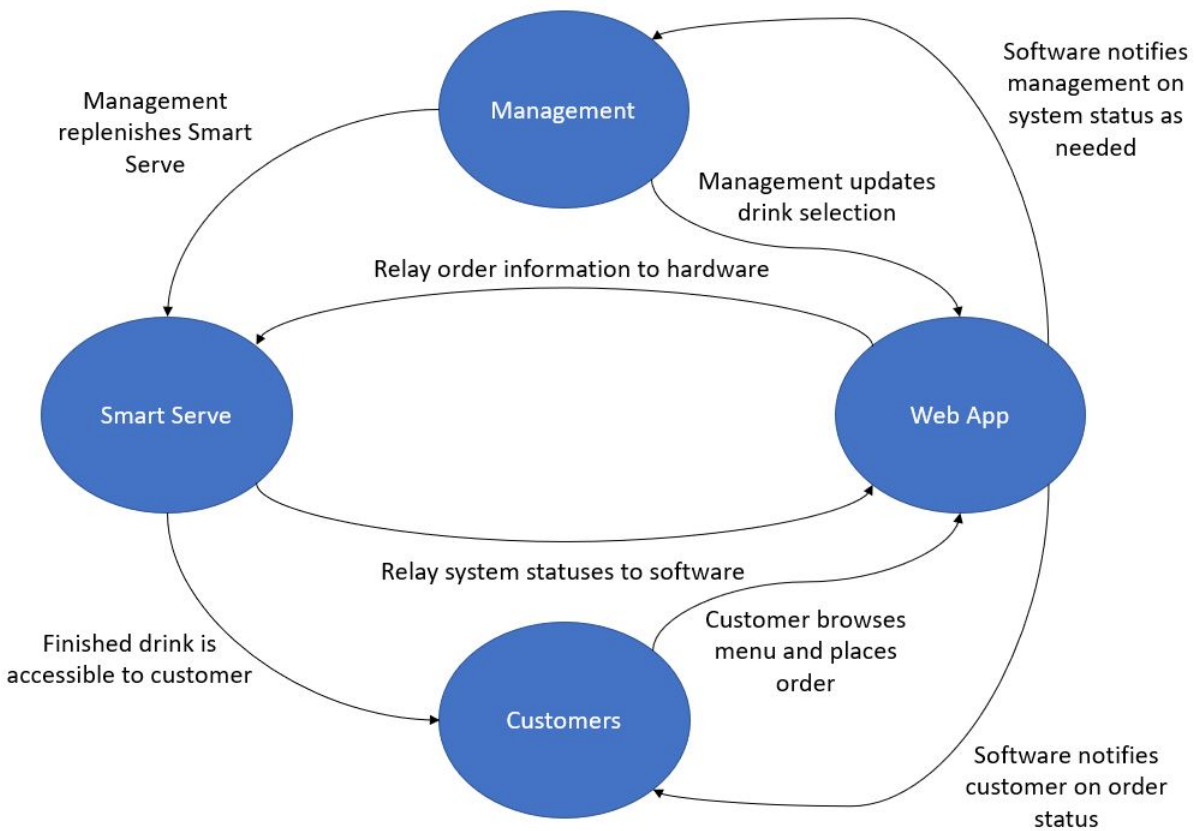 Management
Software notifies
management on
system status as
needed
Management
replenishes Smart
Serve
Management updates
drink selection
Relay order information to hardware
Smart Serve
Web App
Relay system statuses to software
Customer browses
menu and places
order
Finished drink is
accessible to customer
Customers
Software notifies
customer on order
status